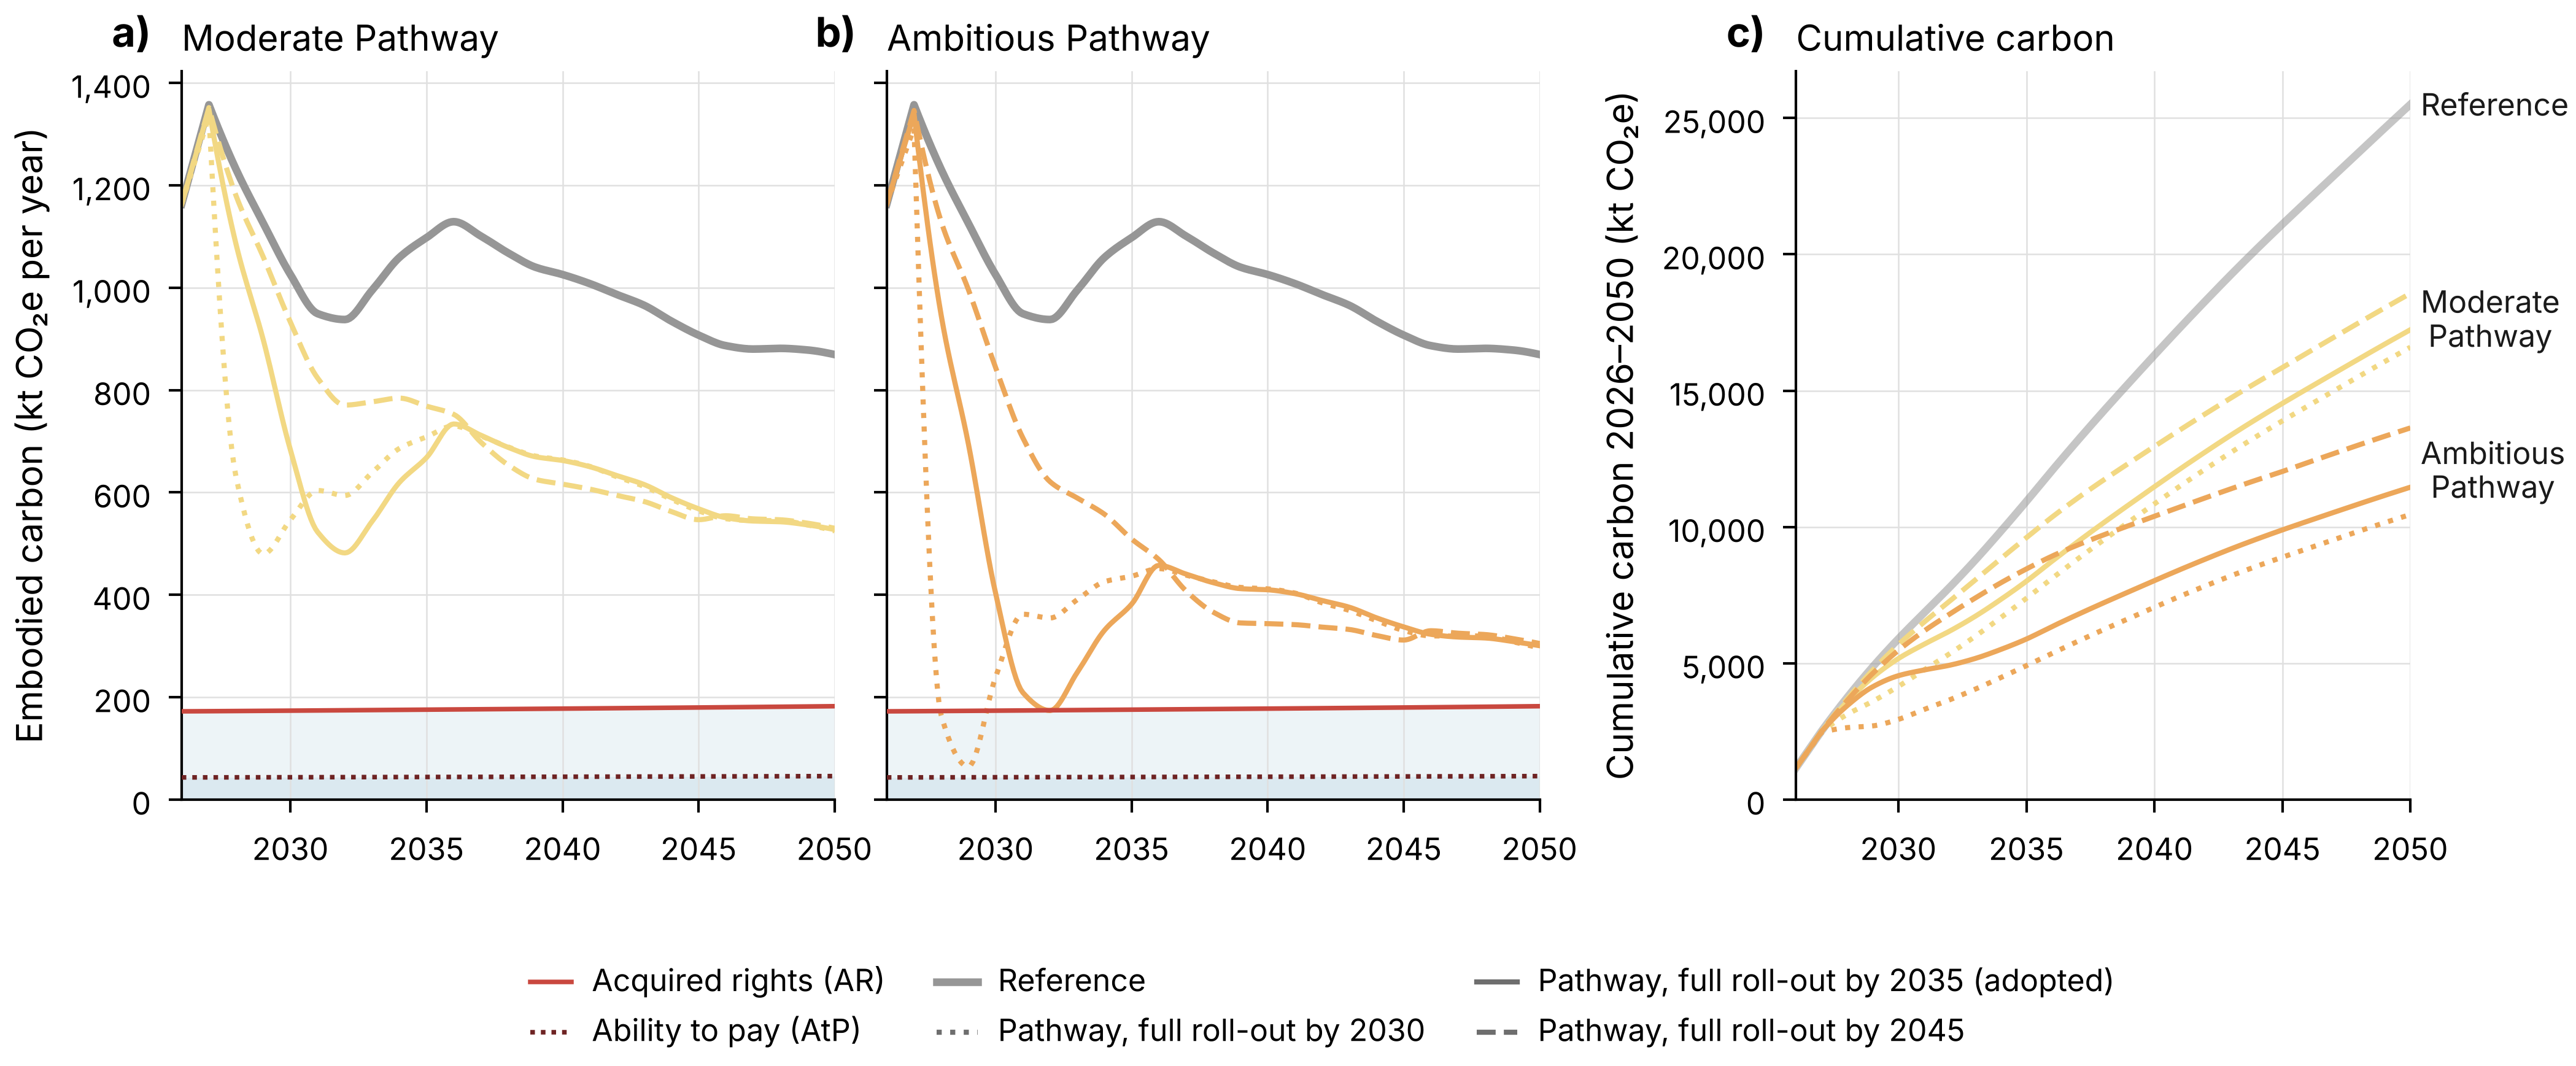 a) Moderate Pathway
Embodied carbon (kt CO₂e per year)
1,400
1,200
1,000
800
600
400
200
0
2030 2035 2040 2045 2050
b) Ambitious Pathway
2030 2035 2040 2045 2050
c) Cumulative carbon
Cumulative carbon 2026–2050 (kt CO₂e)
25,000
20,000
15,000
10,000
5,000
0
2030 2035 2040 2045 2050
Reference
Moderate
Pathway
Ambitious
Pathway
Acquired rights (AR)
Ability to pay (AtP)
Reference
Pathway, full roll-out by 2030
Pathway, full roll-out by 2035 (adopted)
Pathway, full roll-out by 2045